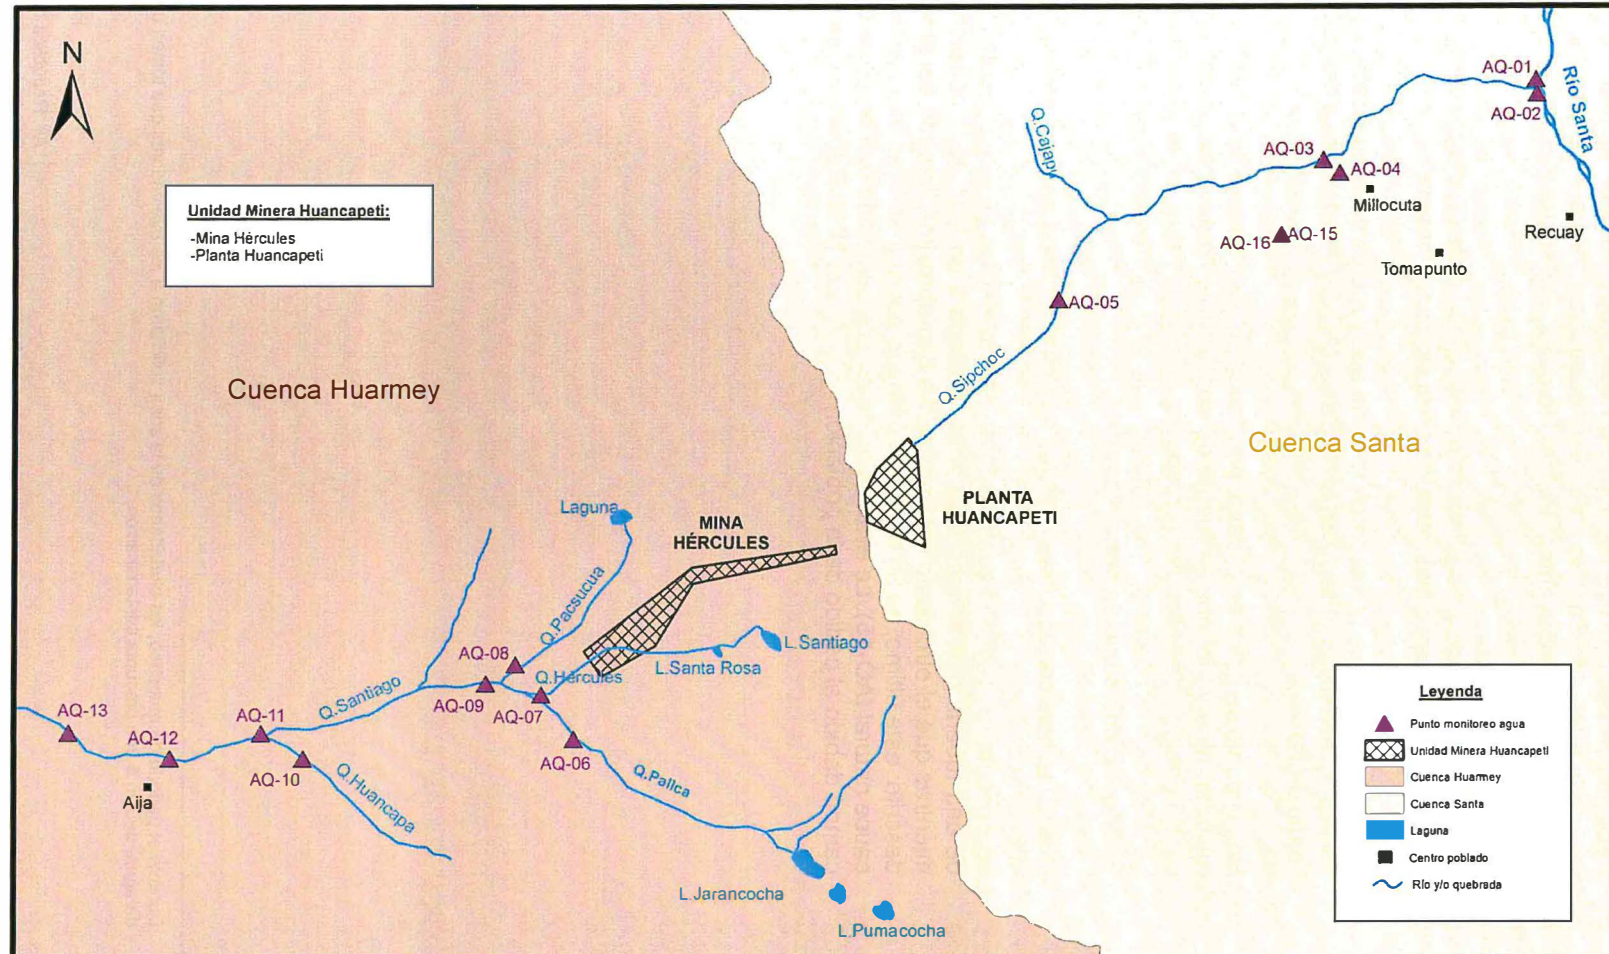 N
Unidad Minera Huancapeti:
-Mina Hércules
-Planta Huancapeti
Cuenca Huarmey
Cuenca Santa
AQ-01
AQ-02
Río Santa
Q.Cajapu
AQ-03
AQ-04
Millocuta
AQ-16
AQ-15
Recuay
Tomapunto
AQ-05
Q.Sipchoc
PLANTA
HUANCAPETI
MINA
HÉRCULES
Laguna
Q.Pacsucua
AQ-08
Q.Hércules
L.Santa Rosa
L.Santiago
AQ-09
AQ-07
Q.Santiago
AQ-13
AQ-12
AQ-11
AQ-10
AQ-06
Q.Pallca
Q.Huancapa
Aija
L.Jarancocha
L.Pumacocha
Leyenda
Punto monitoreo agua
Unidad Minera Huancapeti
Cuenca Huarmey
Cuenca Santa
Laguna
Centro poblado
Río y/o quebrada